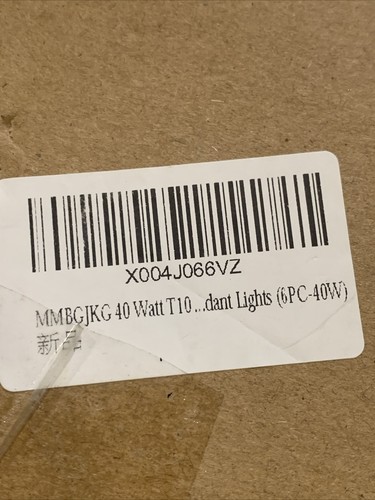 X004J066VZ
MMBGJKG 40 Watt T10 ...dant Lights (6PC-40W)
新品